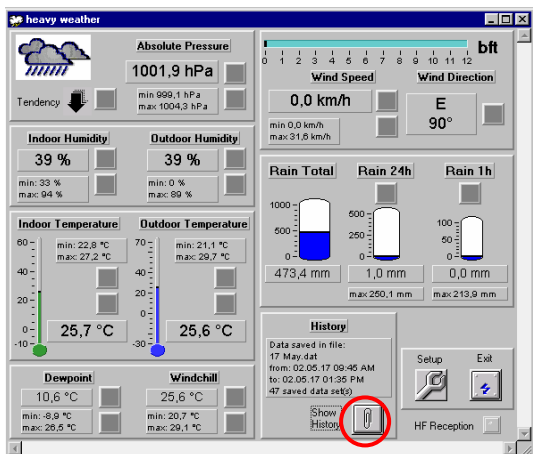 heavy weather
Absolute Pressure
1001,9 hPa
Tendency
min 999,1 hPa
max 1004,3 hPa
bft
0 1 2 3 4 5 6 7 8 9 10 11 12
Wind Speed
Wind Direction
0,0 km/h
E
90°
min 0,0 km/h
max 31,6 km/h
Indoor Humidity
Outdoor Humidity
39 %
39 %
min: 33 %
max: 94 %
min: 0 %
max: 89 %
Rain Total
Rain 24h
Rain 1h
1000
500
0
500
250
0
100
50
0
473,4 mm
1,0 mm
0,0 mm
max 250,1 mm
max 213,9 mm
Indoor Temperature
Outdoor Temperature
60
40
20
0
-10
min: 22,8 °C
max: 27,2 °C
25,7 °C
70
40
20
0
-30
min: 21,1 °C
max: 29,7 °C
25,6 °C
History
Data saved in file:
17 May.dat
from: 02.05.17 09:45 AM
to: 02.05.17 01:35 PM
47 saved data set(s)
Show
History
Setup
Exit
HF Reception
Dewpoint
Windchill
10,6 °C
25,6 °C
min: -8,9 °C
max: 26,5 °C
min: 20,7 °C
max: 29,1 °C